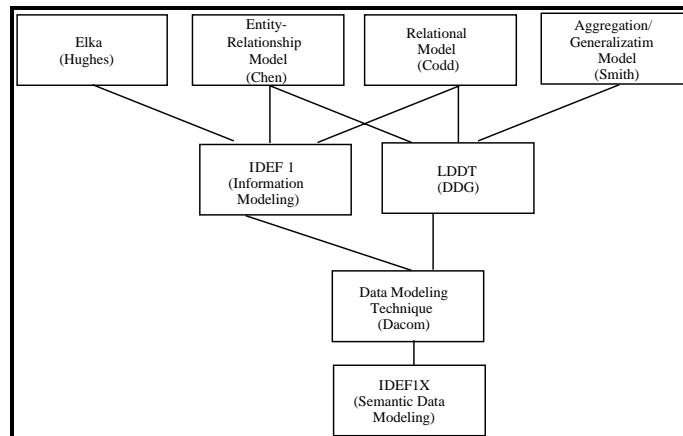 Elka
(Hughes)
Entity-
Relationship
Model
(Chen)
Relational
Model
(Codd)
Aggregation/
Generalizatim
Model
(Smith)
IDEF 1
(Information
Modeling)
LDDT
(DDG)
Data Modeling
Technique
(Dacom)
IDEF1X
(Semantic Data
Modeling)